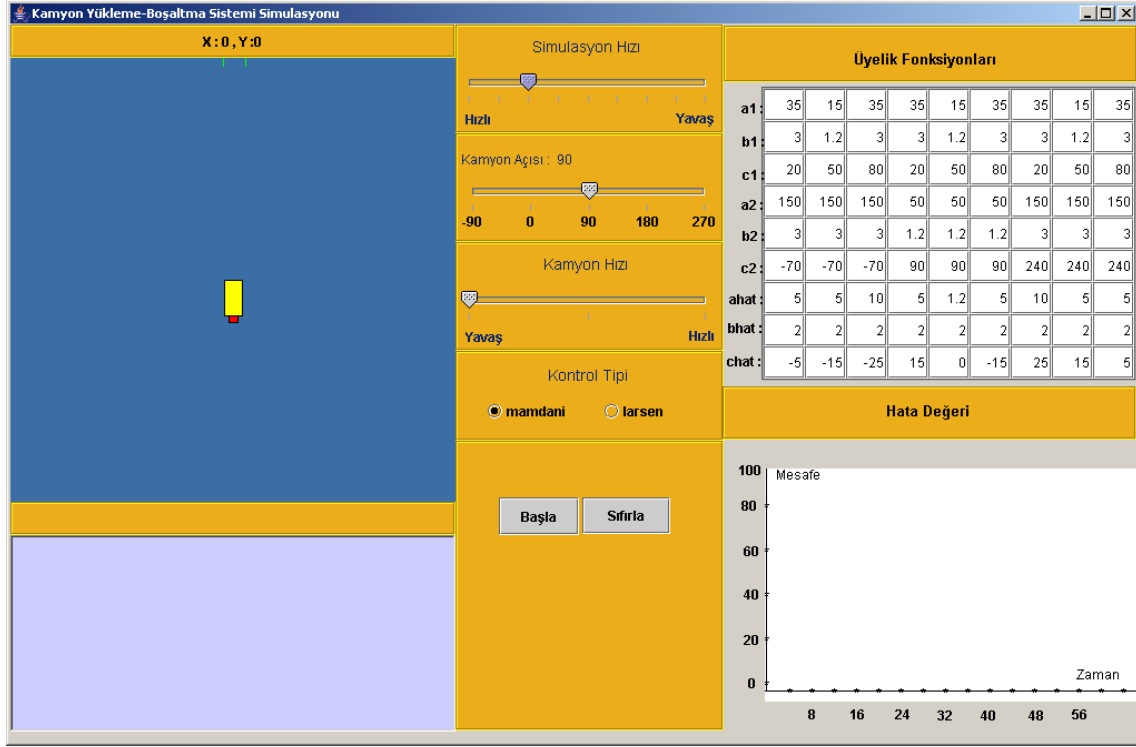 Kamyon Yükleme-Boşaltma Sistemi Simulasyonu
X : 0 , Y :0
Simulasyon Hızı
Hızlı Yavaş
Kamyon Açısı : 90
-90 0 90 180 270
Kamyon Hızı
Yavaş Hızlı
Kontrol Tipi
mamdani larsen
Başla Sıfırla
Üyelik Fonksiyonları
a1 : 35 15 35 35 15 35 35 15 35
b1 : 3 1.2 3 3 1.2 3 3 1.2 3
c1 : 20 50 80 20 50 80 20 50 80
a2 : 150 150 150 50 50 50 150 150 150
b2 : 3 3 3 1.2 1.2 1.2 3 3 3
c2 : -70 -70 -70 90 90 90 240 240 240
ahat : 5 5 10 5 1.2 5 10 5 5
bhat : 2 2 2 2 2 2 2 2 2
chat : -5 -15 -25 15 0 -15 25 15 5
Hata Değeri
100 Mesafe
80
60
40
20
Zaman
0
8 16 24 32 40 48 56